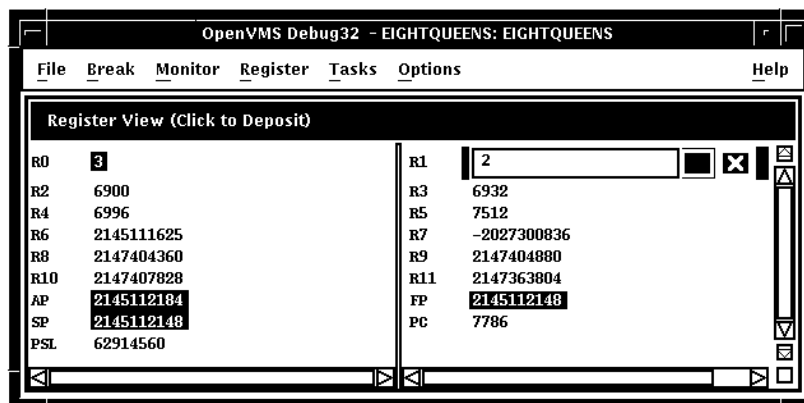 OpenVMS Debug32 - EIGHTQUEENS: EIGHTQUEENS
File Break Monitor Register Tasks Options Help
Register View (Click to Deposit)
R0 3 R1 2
R2 6900 R3 6932
R4 6996 R5 7512
R6 2145111625 R7 -2027300836
R8 2147404360 R9 2147404880
R10 2147407828 R11 2147363804
AP 2145112184 FP 2145112148
SP 2145112148 PC 7786
PSL 62914560